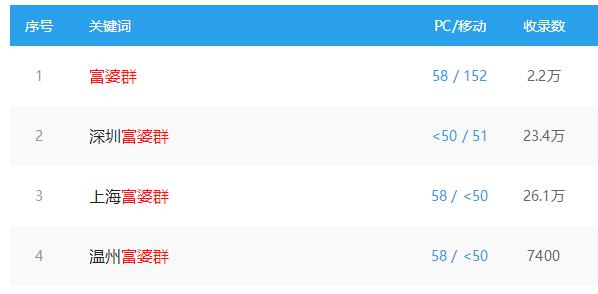 序号 关键词 PC/移动 收录数
1 富婆群 58 / 152 2.2万
2 深圳富婆群 <50 / 51 23.4万
3 上海富婆群 58 / <50 26.1万
4 温州富婆群 58 / <50 7400